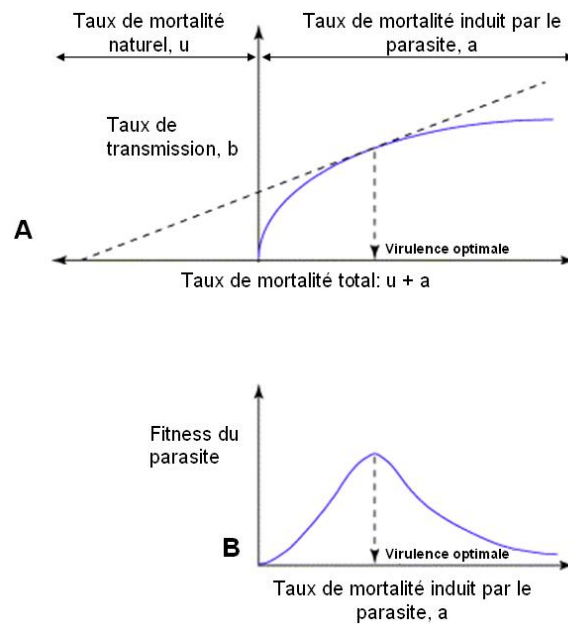 Taux de mortalité
naturel, u
Taux de mortalité induit par le
parasite, a
Taux de
transmission, b
A
Virulence optimale
Taux de mortalité total: u + a
Fitness du
parasite
B
Virulence optimale
Taux de mortalité induit par le
parasite, a